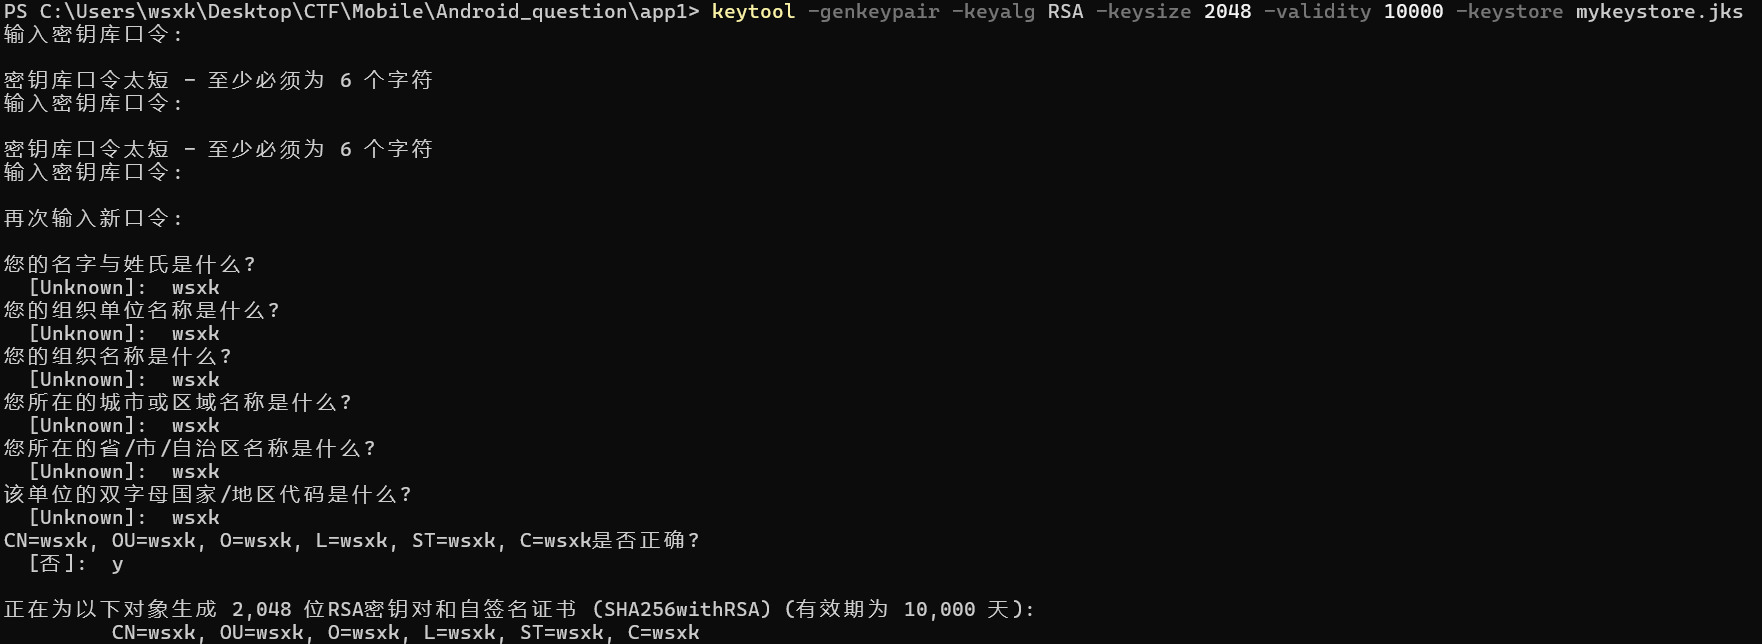 PS C:\Users\wsxk\Desktop\CTF\Mobile\Android_question\app1> keytool -genkeypair -keyalg RSA -keysize 2048 -validity 10000 -keystore mykeystore.jks
输入密钥库口令:
密钥库口令太短 - 至少必须为 6 个字符
输入密钥库口令:
密钥库口令太短 - 至少必须为 6 个字符
输入密钥库口令:
再次输入新口令:
您的名字与姓氏是什么?
  [Unknown]:  wsxk
您的组织单位名称是什么?
  [Unknown]:  wsxk
您的组织名称是什么?
  [Unknown]:  wsxk
您所在的城市或区域名称是什么?
  [Unknown]:  wsxk
您所在的省/市/自治区名称是什么?
  [Unknown]:  wsxk
该单位的双字母国家/地区代码是什么?
  [Unknown]:  wsxk
CN=wsxk, OU=wsxk, O=wsxk, L=wsxk, ST=wsxk, C=wsxk是否正确?
  [否]:  y
正在为以下对象生成 2,048 位RSA密钥对和自签名证书 (SHA256withRSA) (有效期为 10,000 天):
         CN=wsxk, OU=wsxk, O=wsxk, L=wsxk, ST=wsxk, C=wsxk